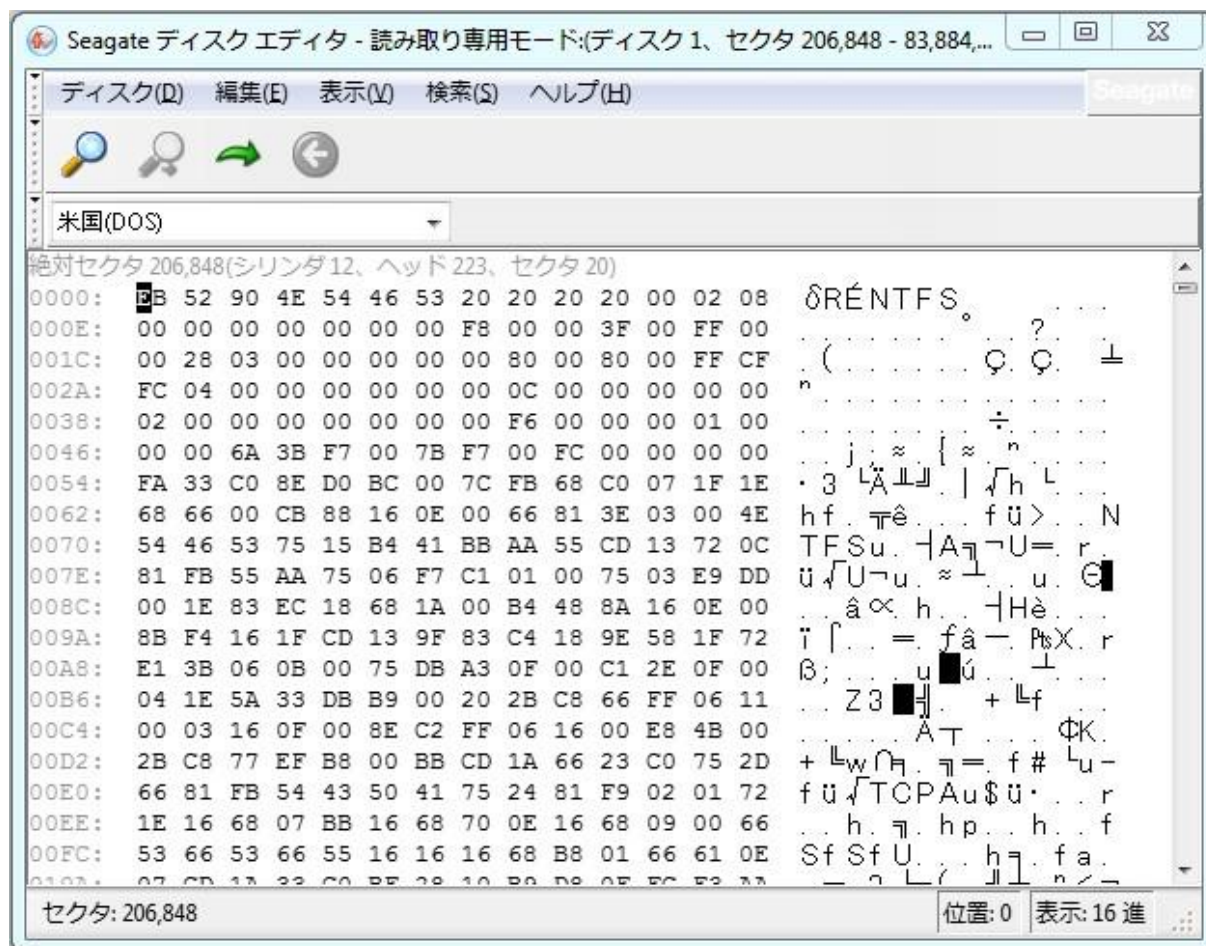 Seagate ディスク エディタ - 読み取り専用モード:(ディスク 1、セクタ 206,848 - 83,884,...
ディスク(D) 編集(E) 表示(V) 検索(S) ヘルプ(H)
Seagate
米国(DOS)
絶対セクタ 206,848(シリンダ 12、ヘッド 223、セクタ 20)
0000: EB 52 90 4E 54 46 53 20 20 20 20 00 02 08 δRÉNTFS
000E: 00 00 00 00 00 00 00 F8 00 00 3F 00 FF 00 ° . . ? .
001C: 00 28 03 00 00 00 00 00 80 00 80 00 FF CF . ( . . . . . . Ç . Ç . ╧
002A: FC 04 00 00 00 00 00 00 0C 00 00 00 00 00 ⁿ
0038: 02 00 00 00 00 00 00 00 F6 00 00 00 01 00 ÷
0046: 00 00 6A 3B F7 00 7B F7 00 FC 00 00 00 00 . . j ; ≈ . { ≈ . ⁿ
0054: FA 33 C0 8E D0 BC 00 7C FB 68 C0 07 1F 1E · 3 └Ä╨╝ . | √h └ . . .
0062: 68 66 00 CB 88 16 0E 00 66 81 3E 03 00 4E hf . ╦ê . . . fü> . . N
0070: 54 46 53 75 15 B4 41 BB AA 55 CD 13 72 0C TFSu . ┤A╗¬U═ . r .
007E: 81 FB 55 AA 75 06 F7 C1 01 00 75 03 E9 DD ü√U¬u . ≈┴ . . u . Θ█
008C: 00 1E 83 EC 18 68 1A 00 B4 48 8A 16 0E 00 . . â∞ . h . . ┤Hè . . .
009A: 8B F4 16 1F CD 13 9F 83 C4 18 9E 58 1F 72 ï⌠ . . ═ . ƒâ─ . ₧X . r
00A8: E1 3B 06 0B 00 75 DB A3 0F 00 C1 2E 0F 00 ß; . . . u█ú . . ┴ . . .
00B6: 04 1E 5A 33 DB B9 00 20 2B C8 66 FF 06 11 . . Z3█╣ . + ╚f . . .
00C4: 00 03 16 0F 00 8E C2 FF 06 16 00 E8 4B 00 . . . . . Ä┬ . . . . ΦK .
00D2: 2B C8 77 EF B8 00 BB CD 1A 66 23 C0 75 2D +╚w∩╕ . ╗═ . f#└u-
00E0: 66 81 FB 54 43 50 41 75 24 81 F9 02 01 72 fü√TCPAu$ü· . . r
00EE: 1E 16 68 07 BB 16 68 70 0E 16 68 09 00 66 . . h . ╗ . hp . . h . . f
00FC: 53 66 53 66 55 16 16 16 68 B8 01 66 61 0E SfSfU . . . h╕ . fa .
セクタ: 206,848 位置: 0 表示: 16 進